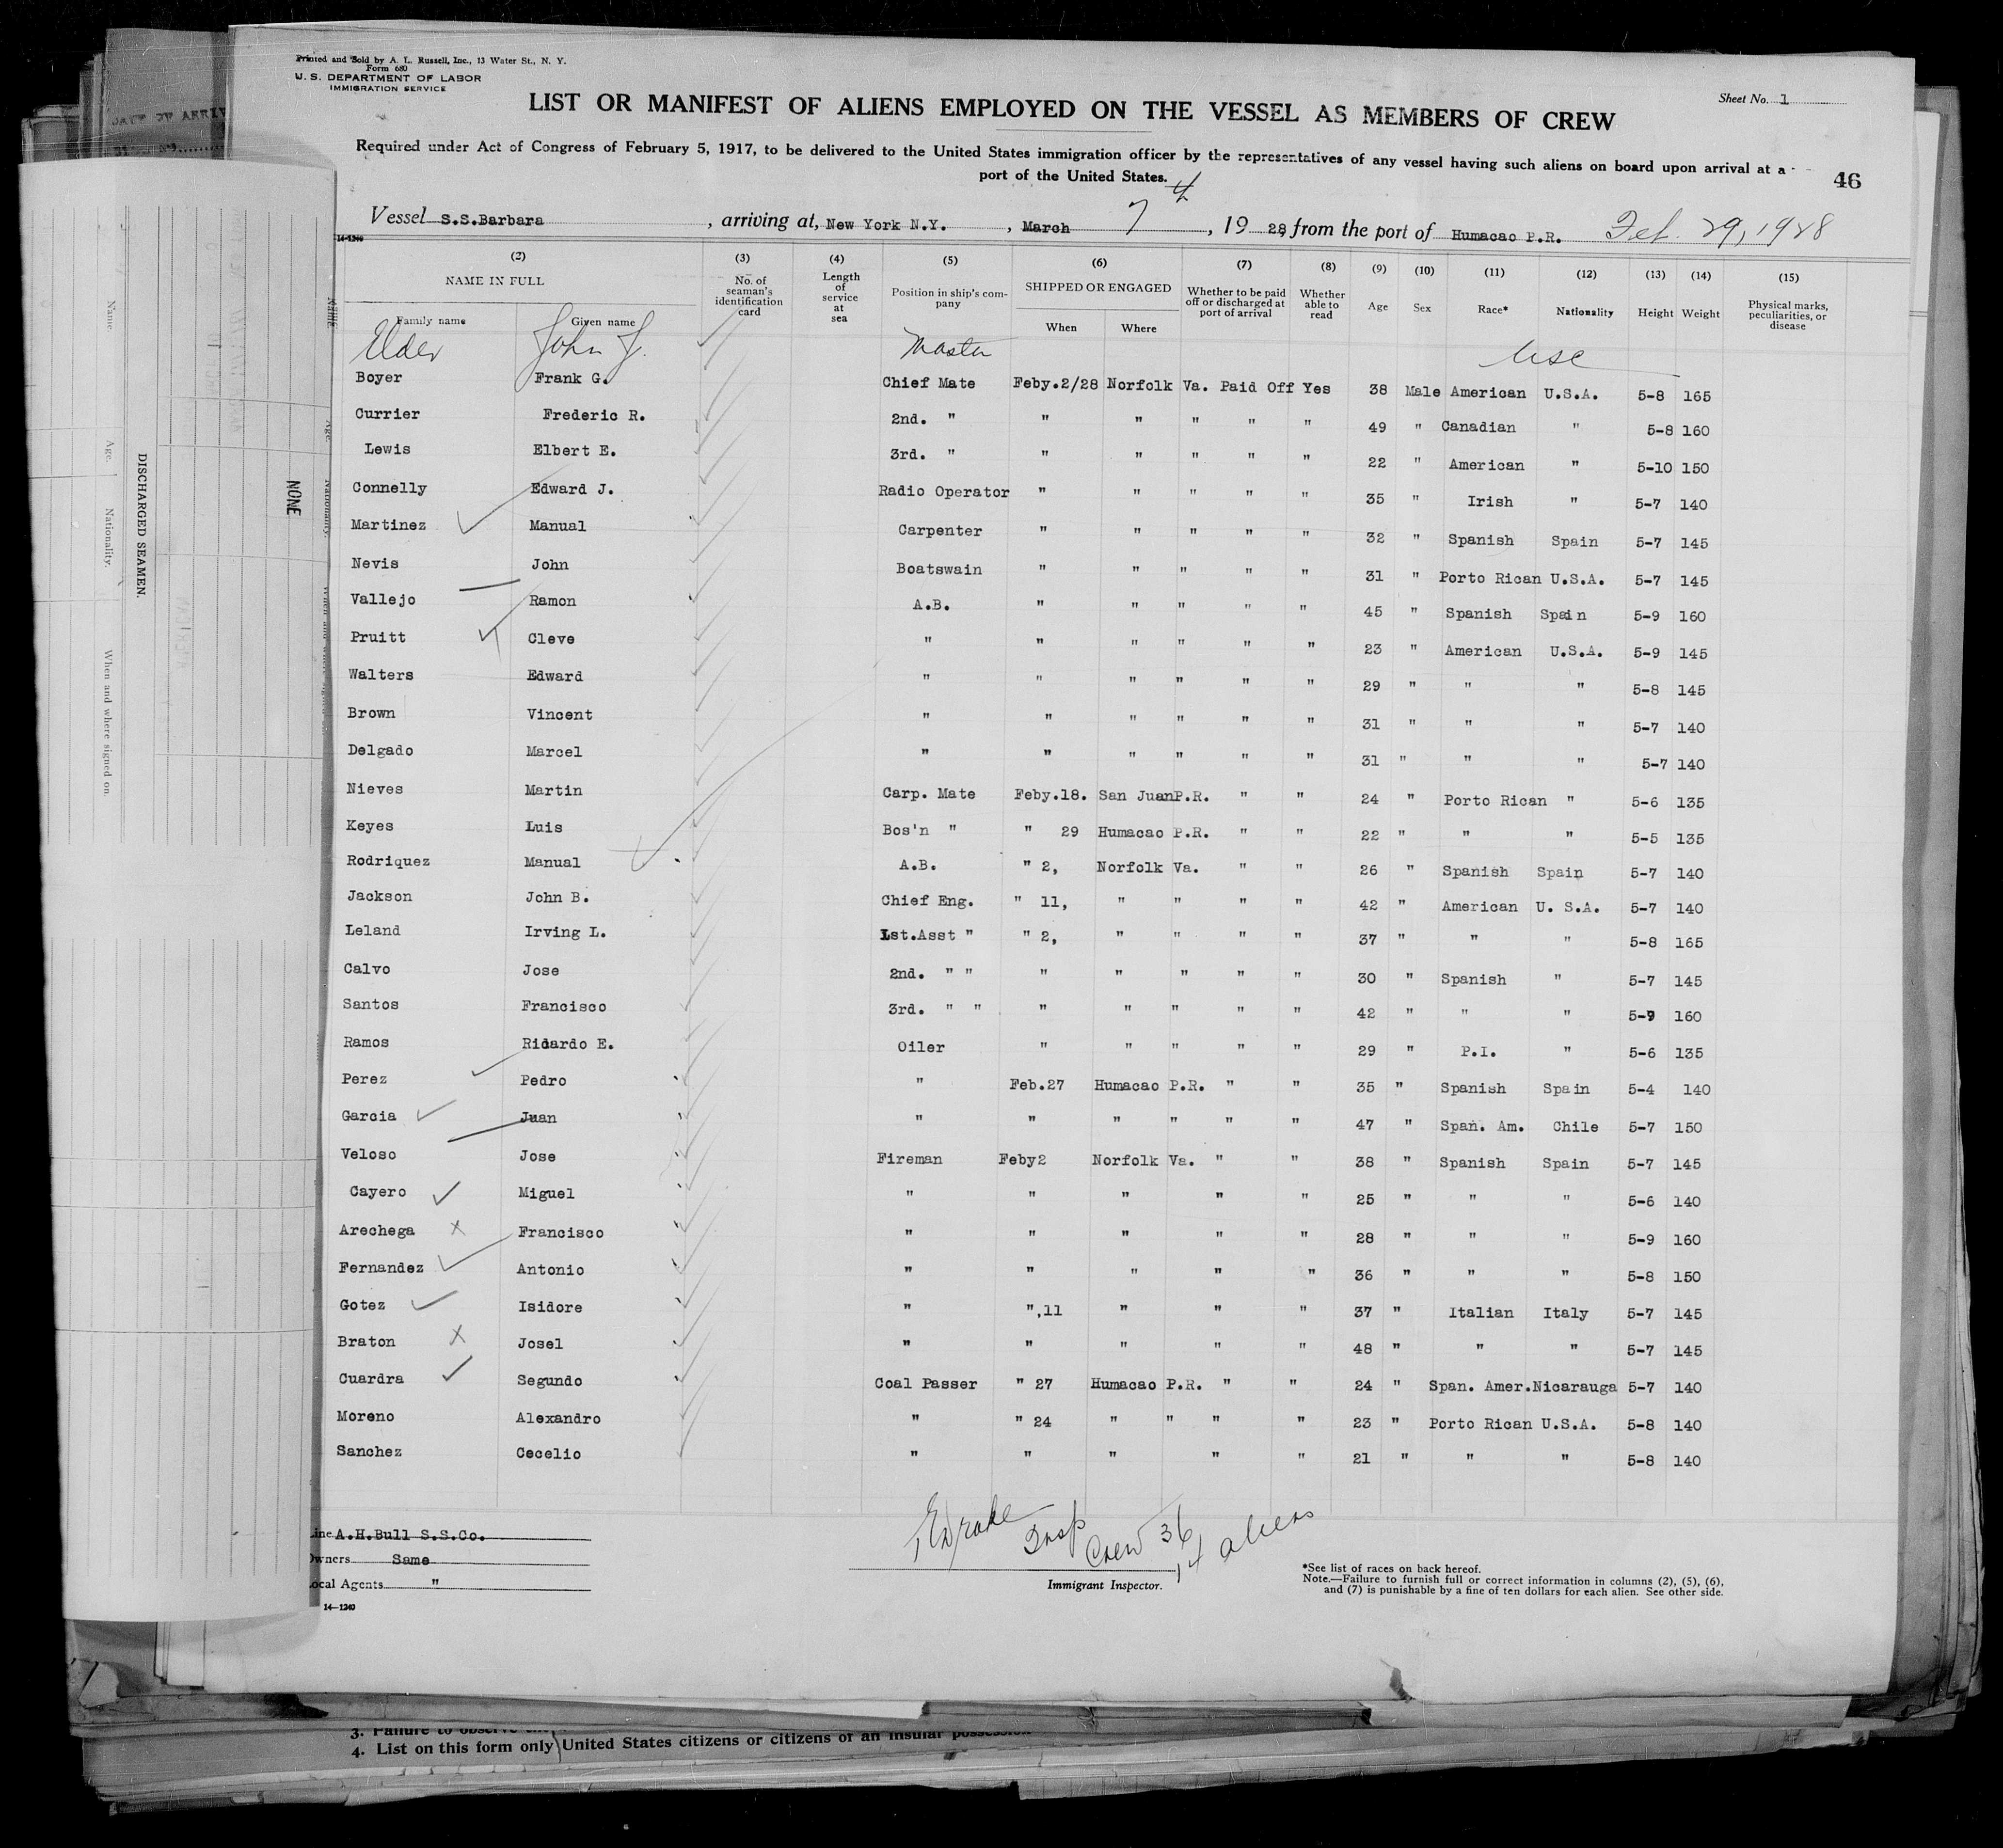 Printed and Sold by A. L. Russell, Inc., 13 Water St., N. Y.
Form 680
U. S. DEPARTMENT OF LABOR
IMMIGRATION SERVICE
Sheet No. 1
LIST OR MANIFEST OF ALIENS EMPLOYED ON THE VESSEL AS MEMBERS OF CREW
Required under Act of Congress of February 5, 1917, to be delivered to the United States immigration officer by the representatives of any vessel having such aliens on board upon arrival at a
port of the United States.
46
Vessel S.S.Barbara , arriving at, New York N.Y. , March 7th , 19 28, from the port of Humacao P.R. Feb. 29, 1928
14-1240
(2) (3) (4) (5) (6) (7) (8) (9) (10) (11) (12) (13) (14) (15)
NAME IN FULL No. of seaman's identification card Length of service at sea Position in ship's company SHIPPED OR ENGAGED Whether to be paid off or discharged at port of arrival Whether able to read Age Sex Race* Nationality Height Weight Physical marks, peculiarities, or disease
Family name Given name When Where
Elder John J. Master USC
Boyer Frank G. Chief Mate Feby.2/28 Norfolk Va. Paid Off Yes 38 Male American U.S.A. 5-8 165
Currier Frederic R. 2nd. " " " " " " 49 " Canadian " 5-8 160
Lewis Elbert E. 3rd. " " " " " " 22 " American " 5-10 150
Connelly Edward J. Radio Operator " " " " " 35 " Irish " 5-7 140
Martinez Manual Carpenter " " " " " 32 " Spanish Spain 5-7 145
Nevis John Boatswain " " " " " 31 " Porto Rican U.S.A. 5-7 145
Vallejo Ramon A.B. " " " " " 45 " Spanish Spain 5-9 160
Pruitt Cleve " " " " " " 23 " American U.S.A. 5-9 145
Walters Edward " " " " " " 29 " " " 5-8 145
Brown Vincent " " " " " " 31 " " " 5-7 140
Delgado Marcel " " " " " " 31 " " " 5-7 140
Nieves Martin Carp. Mate Feby.18. San Juan P.R. " " 24 " Porto Rican " 5-6 135
Keyes Luis Bos'n " " 29 Humacao P.R. " " 22 " " " 5-5 135
Rodriquez Manual A.B. " 2, Norfolk Va. " " 26 " Spanish Spain 5-7 140
Jackson John B. Chief Eng. " 11, " " " " 42 " American U. S.A. 5-7 140
Leland Irving L. 1st.Asst " " 2, " " " " 37 " " " 5-8 165
Calvo Jose 2nd. " " " " " " " 30 " Spanish " 5-7 145
Santos Francisco 3rd. " " " " " " " 42 " " " 5-9 160
Ramos Ricardo E. Oiler " " " " " 29 " P.I. " 5-6 135
Perez Pedro " Feb.27 Humacao P.R. " " 35 " Spanish Spain 5-4 140
Garcia Juan " " " " " " 47 " Span. Am. Chile 5-7 150
Veloso Jose Fireman Feby2 Norfolk Va. " " 38 " Spanish Spain 5-7 145
Cayero Miguel " " " " " 25 " " " 5-6 140
Arechega Francisco " " " " " 28 " " " 5-9 160
Fernandez Antonio " " " " " 36 " " " 5-8 150
Gotez Isidore " ",11 " " " 37 " Italian Italy 5-7 145
Braton Josel " " " " " 48 " " " 5-7 145
Cuardra Segundo Coal Passer " 27 Humacao P.R. " " 24 " Span. Amer. Nicarauga 5-7 140
Moreno Alexandro " " 24 " " " " 23 " Porto Rican U.S.A. 5-8 140
Sanchez Cecelio " " " " " 21 " " " 5-8 140
Line A.H.Bull S.S.Co.
Owners Same
Local Agents "
14-1240
Drake Insp
Crew 36
14 aliens
Immigrant Inspector.
*See list of races on back hereof.
Note.—Failure to furnish full or correct information in columns (2), (5), (6),
and (7) is punishable by a fine of ten dollars for each alien. See other side.
DISCHARGED SEAMEN.
NONE
Name.
Age.
Nationality.
When and where signed on.
4. List on this form only United States citizens or citizens of an insular possession